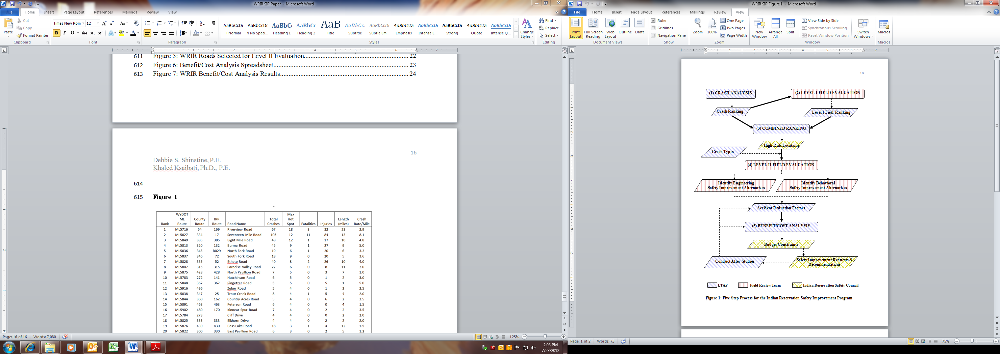 WRIR SIP Paper - Microsoft Word
File Home Insert Page Layout References Mailings Review View
Paste
Cut
Copy
Format Painter
Clipboard
Times New Rom 12
Font
Paragraph
AaBbCcDc AaBbCcDc AaBbC AaBbCc AaB AaBbCc. AaBbCcDc AaBbCcDc AaBbCcDc AaBbCcDc AaBbCcDc AaBbCcDc
¶ Normal ¶ No Spaci... Heading 1 Heading 2 Title Subtitle Subtle Em... Emphasis Intense E... Strong Quote Intense Q...
Styles
Change Styles
Find
Replace
Select
Editing
611 Figure 5: WRIR Roads Selected for Level II Evaluation 22
612 Figure 6: Benefit/Cost Analysis Spreadsheet 23
613 Figure 7: WRIR Benefit/Cost Analysis Results 24
16
Debbie S. Shinstine, P.E.
Khaled Ksaibati, Ph.D., P.E.
614
615 Figure 1
Rank WYDOT ML Route County Route IRR Route Road Name Total Crashes Max Hot Spot Fatalities Injuries Length (miles) Crash Rate/Mile
1 ML5716 54 169 Riverview Road 67 18 3 32 23 2.9
2 ML5827 334 17 Seventeen Mile Road 105 12 11 84 13 8.1
3 ML5849 385 385 Eight Mile Road 48 12 1 17 10 4.8
4 ML5813 320 132 Burma Road 45 9 1 27 9 5.0
5 ML5836 345 B029 North Fork Road 19 6 1 20 6 3.2
6 ML5837 346 72 South Fork Road 18 9 0 20 5 3.6
7 ML5828 335 52 Ethete Road 40 8 2 26 10 4.0
8 ML5807 315 315 Paradise Valley Road 22 6 0 8 11 2.0
9 ML5875 428 428 North Pavillion Road 7 5 0 3 7 1.0
10 ML5783 272 141 Hutchinson Road 6 5 0 1 2 3.0
11 ML5848 367 367 Pingetzer Road 5 5 0 5 1 5.0
12 ML5916 496 Zuber Road 5 4 0 1 2 2.5
13 ML5838 347 25 Trout Creek Road 8 4 1 5 4 2.0
14 ML5844 360 162 Country Acres Road 5 4 0 6 2 2.5
15 ML5891 463 463 Peterson Road 6 4 0 0 4 1.5
16 ML5902 480 170 Kinnear Spur Road 7 4 0 2 2 3.5
17 ML5784 273 Cliff Drive 4 4 0 0 2 2.0
18 ML5825 333 333 Elkhorn Drive 4 4 0 2 2 2.0
19 ML5876 430 430 Bass Lake Road 18 3 1 4 12 1.5
20 ML5822 300 330 East Pavillion Road 6 3 0 2 5 1.2
Page: 16 of 16 Words: 7,080 125%
2:03 PM
7/23/2012
WRIR SIP Figure 1 - Microsoft Word
File Home Insert Page Layout References Mailings Review View
Print Layout
Full Screen Reading
Web Layout
Outline
Draft
Document Views
Ruler
Gridlines
Navigation Pane
Show
Zoom
100%
One Page
Two Pages
Page Width
Zoom
New Window
Arrange All
Split
View Side by Side
Synchronous Scrolling
Reset Window Position
Switch Windows
Window
Macros
Macros
18
(1) CRASH ANALYSIS
(2) LEVEL I FIELD EVALUATION
Crash Ranking
Level I Field Ranking
(3) COMBINED RANKING
High Risk Locations
Crash Types
(4) LEVEL II FIELD EVALUATION
Identify Engineering
Safety Improvement Alternatives
Identify Behavioral
Safety Improvement Alternatives
Accident Reduction Factors
(5) BENEFIT/COST ANALYSIS
Budget Constraints
Conduct After Studies
Safety Improvement Requests &
Recommendations
LTAP Field Review Team Indian Reservation Safety Council
Figure 1: Five Step Process for the Indian Reservation Safety Improvement Program
Page: 1 of 2 Words: 73 75%